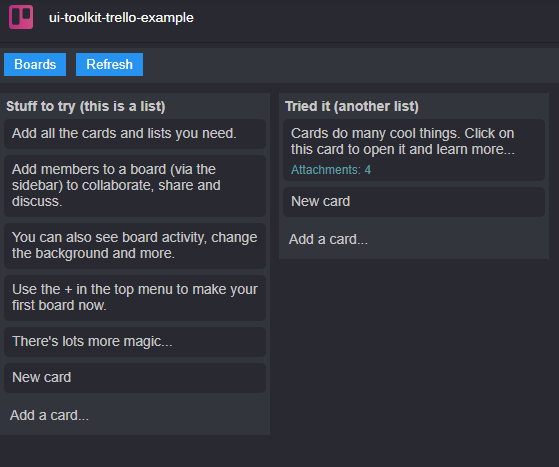 ui-toolkit-trello-example
Boards
Refresh
Stuff to try (this is a list)
Add all the cards and lists you need.
Add members to a board (via the
sidebar) to collaborate, share and
discuss.
You can also see board activity, change
the background and more.
Use the + in the top menu to make your
first board now.
There's lots more magic...
New card
Add a card...
Tried it (another list)
Cards do many cool things. Click on
this card to open it and learn more...
Attachments: 4
New card
Add a card...